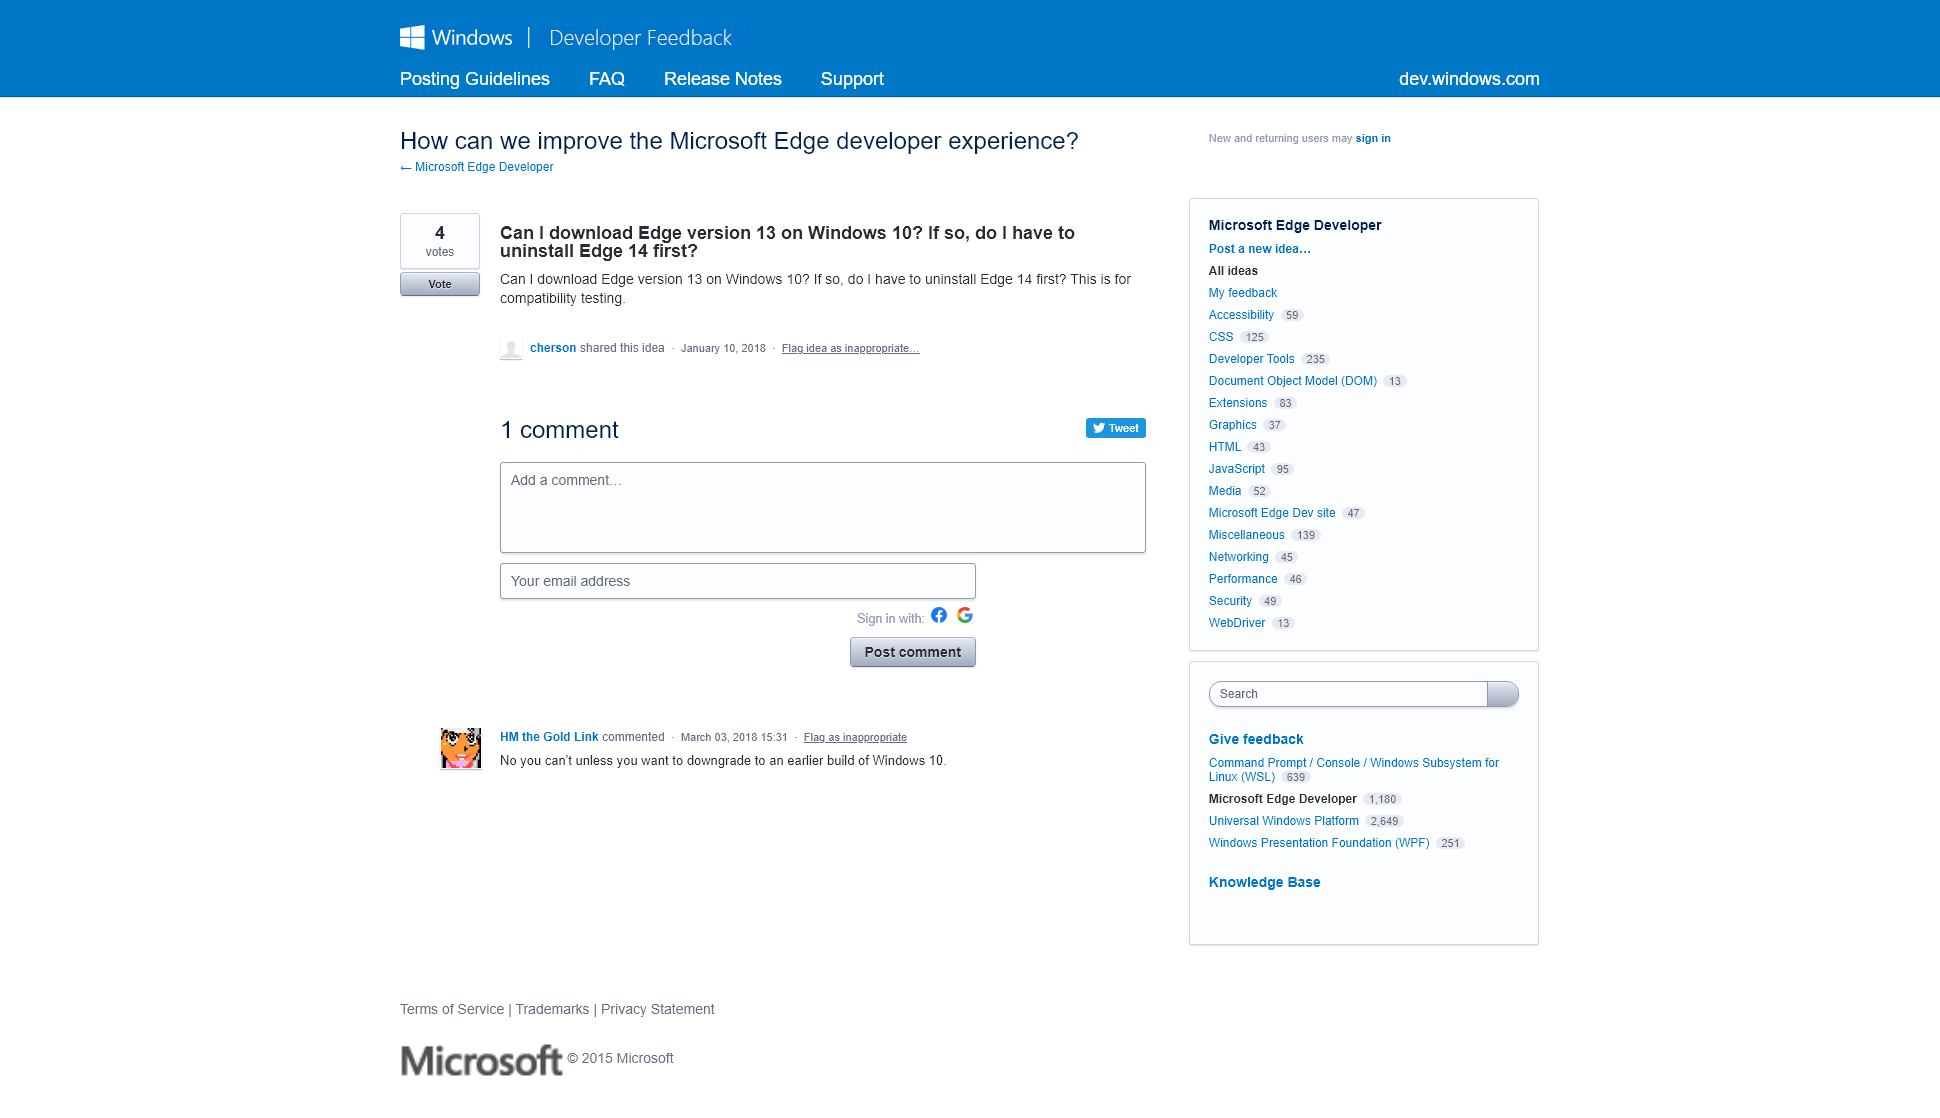 Windows | Developer Feedback
Posting Guidelines FAQ Release Notes Support dev.windows.com
How can we improve the Microsoft Edge developer experience?
← Microsoft Edge Developer
New and returning users may sign in
4
votes
Vote
Can I download Edge version 13 on Windows 10? If so, do I have to
uninstall Edge 14 first?
Can I download Edge version 13 on Windows 10? If so, do I have to uninstall Edge 14 first? This is for
compatibility testing.
cherson shared this idea · January 10, 2018 · Flag idea as inappropriate…
1 comment
Tweet
Add a comment…
Your email address
Sign in with:
Post comment
HM the Gold Link commented · March 03, 2018 15:31 · Flag as inappropriate
No you can't unless you want to downgrade to an earlier build of Windows 10.
Microsoft Edge Developer
Post a new idea…
All ideas
My feedback
Accessibility 59
CSS 125
Developer Tools 235
Document Object Model (DOM) 13
Extensions 83
Graphics 37
HTML 43
JavaScript 95
Media 52
Microsoft Edge Dev site 47
Miscellaneous 139
Networking 45
Performance 46
Security 49
WebDriver 13
Search
Give feedback
Command Prompt / Console / Windows Subsystem for
Linux (WSL) 639
Microsoft Edge Developer 1,180
Universal Windows Platform 2,649
Windows Presentation Foundation (WPF) 251
Knowledge Base
Terms of Service | Trademarks | Privacy Statement
Microsoft © 2015 Microsoft